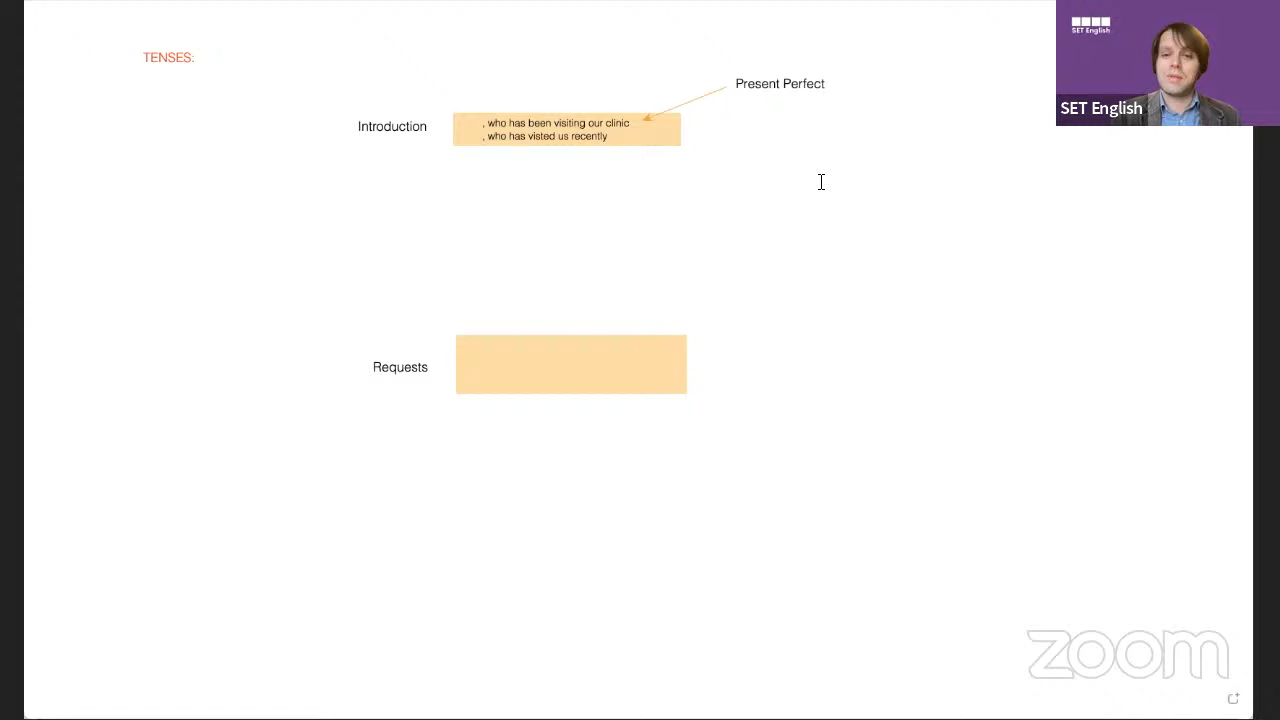 TENSES:
SET English
Present Perfect
SET English
Introduction
, who has been visiting our clinic
, who has visted us recently
Requests
zoom